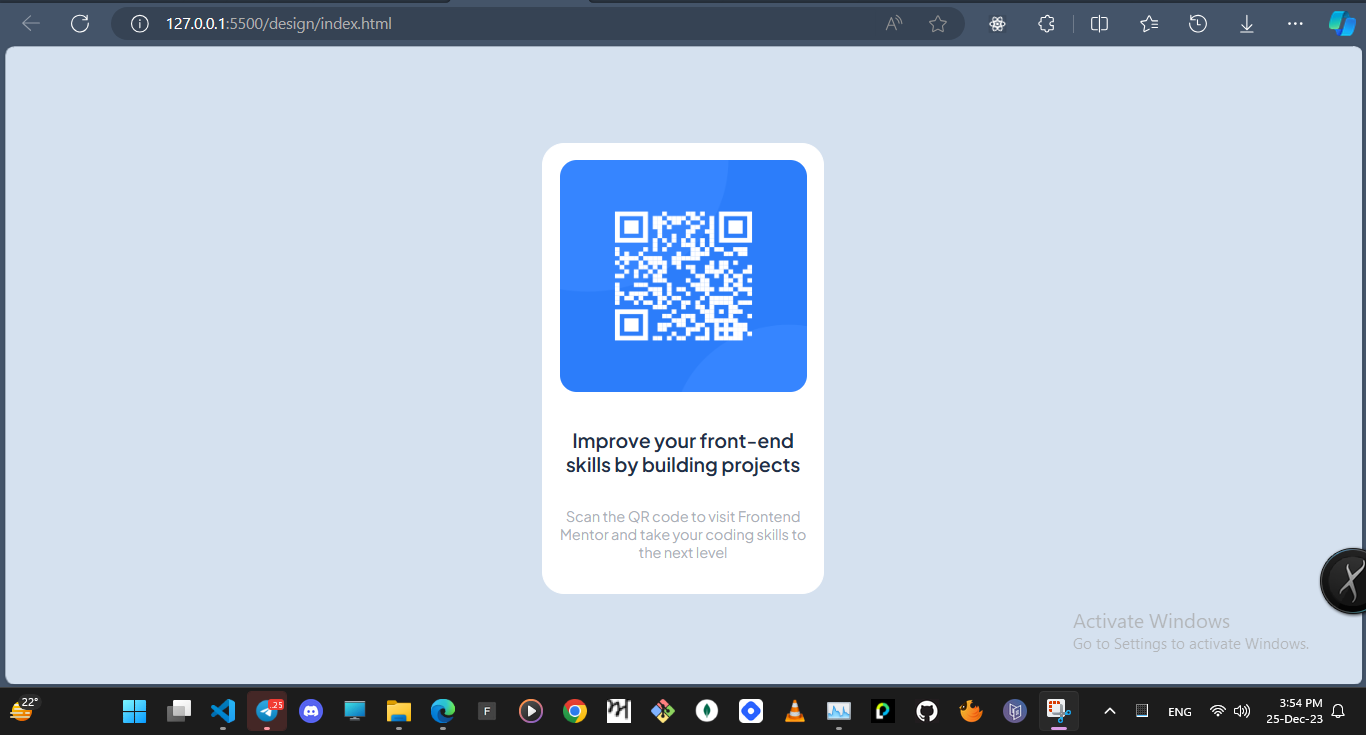 127.0.0.1:5500/design/index.html
Improve your front-end
skills by building projects
Scan the QR code to visit Frontend
Mentor and take your coding skills to
the next level
Activate Windows
Go to Settings to activate Windows.
22°
25
F
ENG
3:54 PM
25-Dec-23